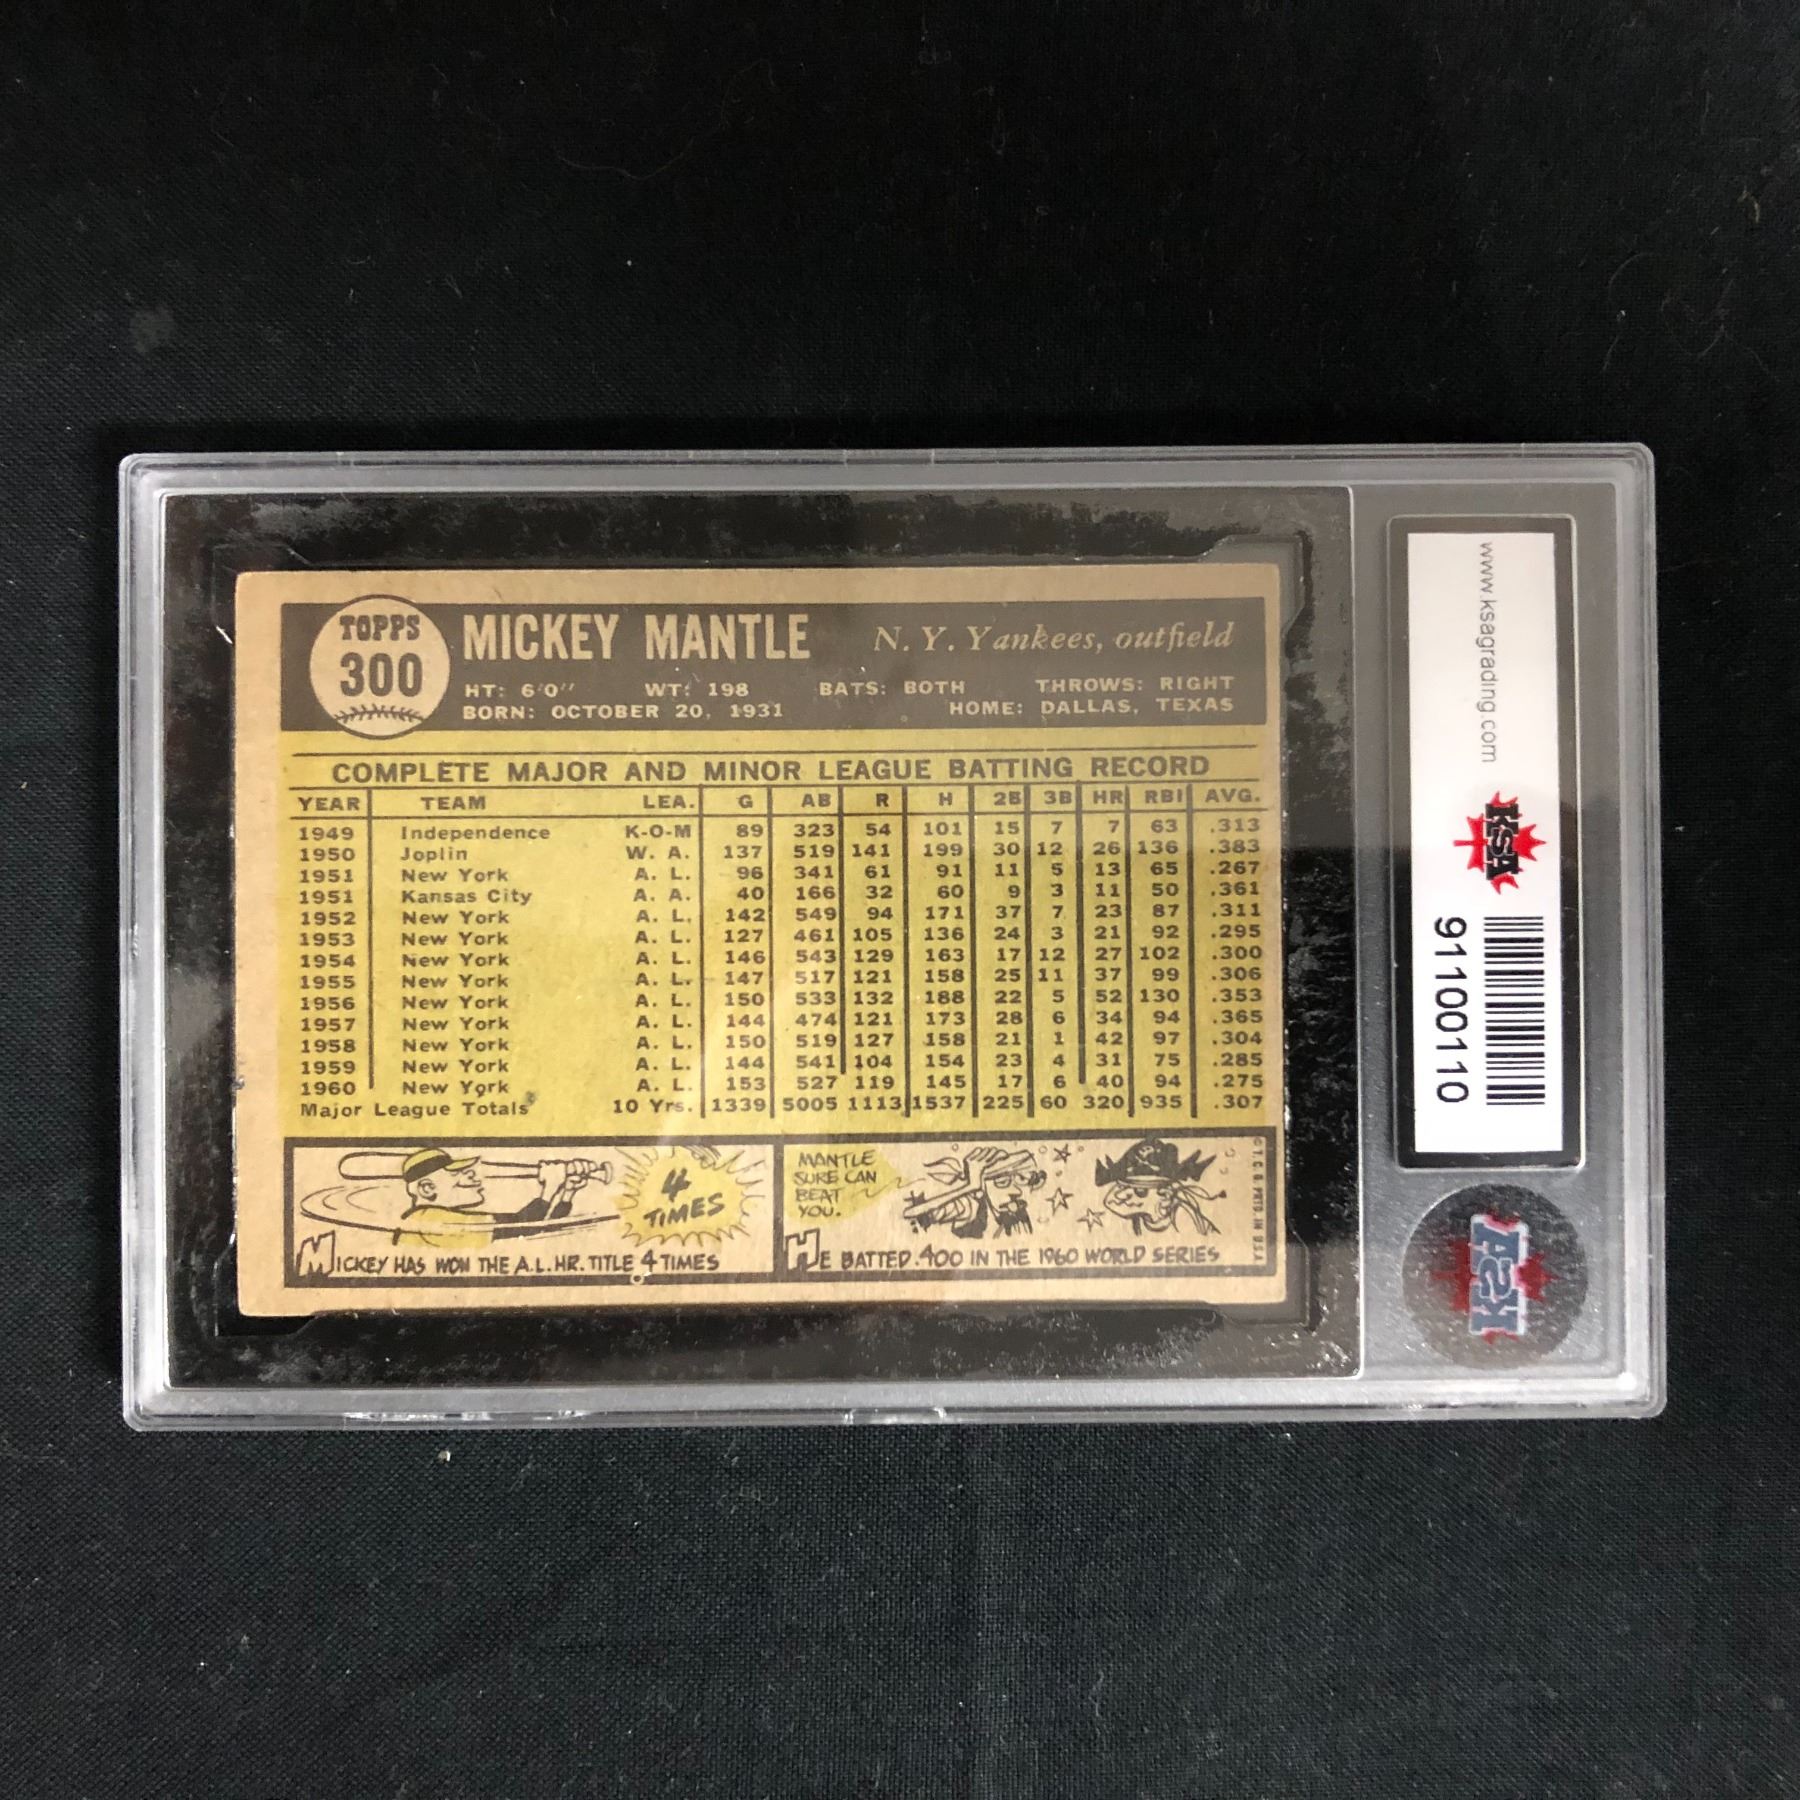 TOPPS
300
MICKEY MANTLE N. Y. Yankees, outfield
HT: 6'0" WT: 198 BATS: BOTH THROWS: RIGHT
BORN: OCTOBER 20, 1931 HOME: DALLAS, TEXAS
COMPLETE MAJOR AND MINOR LEAGUE BATTING RECORD
YEAR TEAM LEA. G AB R H 2B 3B HR RBI AVG.
1949 Independence K-O-M 89 323 54 101 15 7 7 63 .313
1950 Joplin W. A. 137 519 141 199 30 12 26 136 .383
1951 New York A. L. 96 341 61 91 11 5 13 65 .267
1951 Kansas City A. A. 40 166 32 60 9 3 11 50 .361
1952 New York A. L. 142 549 94 171 37 7 23 87 .311
1953 New York A. L. 127 461 105 136 24 3 21 92 .295
1954 New York A. L. 146 543 129 163 17 12 27 102 .300
1955 New York A. L. 147 517 121 158 25 11 37 99 .306
1956 New York A. L. 150 533 132 188 22 5 52 130 .353
1957 New York A. L. 144 474 121 173 28 6 34 94 .365
1958 New York A. L. 150 519 127 158 21 1 42 97 .304
1959 New York A. L. 144 541 104 154 23 4 31 75 .285
1960 New York A. L. 153 527 119 145 17 6 40 94 .275
Major League Totals 10 Yrs. 1339 5005 1113 1537 225 60 320 935 .307
4
TIMES
MICKEY HAS WON THE A.L. HR. TITLE 4 TIMES
MANTLE
SURE CAN
BEAT
YOU.
HE BATTED .400 IN THE 1960 WORLD SERIES
© T. C. G. PRTD. IN U.S.A.
www.ksagrading.com
KSA
91100110
KSA